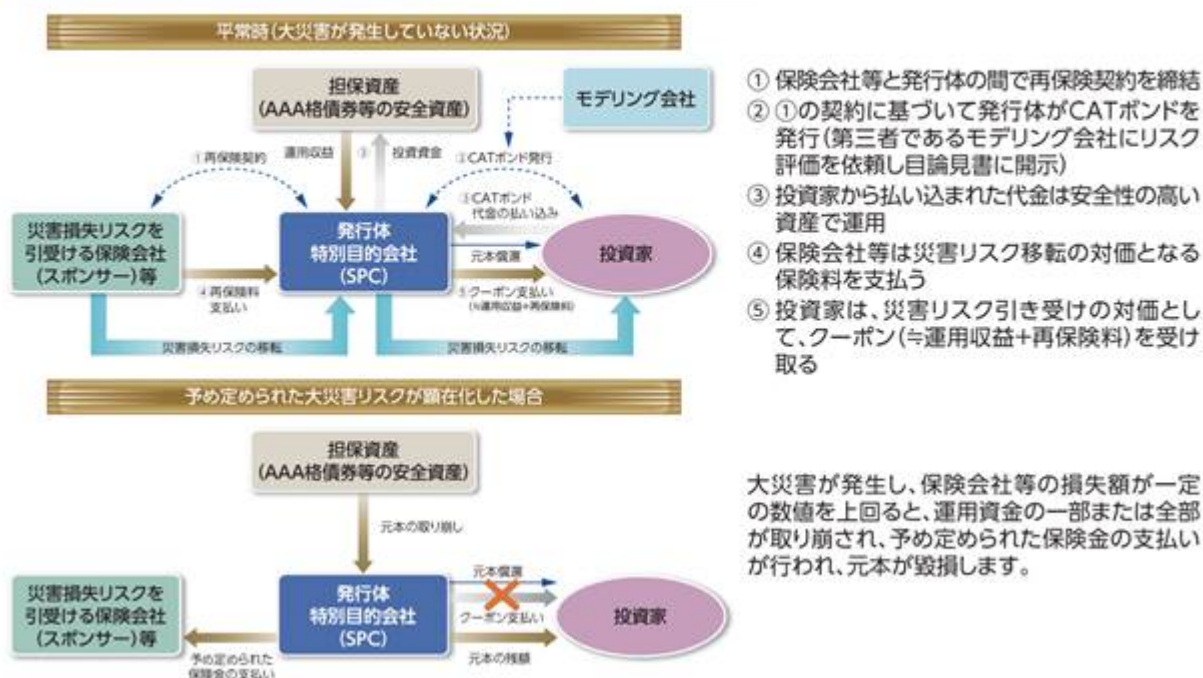 平常時(大災害が発生していない状況)
担保資産
(AAA格債券等の安全資産)
モデリング会社
①再保険契約
運用収益
③
投資資金
②CATボンド発行
③CATボンド
代金の払い込み
災害損失リスクを
引受ける保険会社
(スポンサー)等
発行体
特別目的会社
(SPC)
投資家
元本償還
④再保険料
支払い
⑤クーポン支払い
(≒運用収益+再保険料)
災害損失リスクの移転
災害損失リスクの移転
① 保険会社等と発行体の間で再保険契約を締結
② ①の契約に基づいて発行体がCATボンドを
発行(第三者であるモデリング会社にリスク
評価を依頼し目論見書に開示)
③ 投資家から払い込まれた代金は安全性の高い
資産で運用
④ 保険会社等は災害リスク移転の対価となる
保険料を支払う
⑤ 投資家は、災害リスク引き受けの対価とし
て、クーポン(≒運用収益+再保険料)を受け
取る
予め定められた大災害リスクが顕在化した場合
担保資産
(AAA格債券等の安全資産)
元本の取り崩し
災害損失リスクを
引受ける保険会社
(スポンサー)等
発行体
特別目的会社
(SPC)
元本償還
クーポン支払い
投資家
予め定められた
保険金の支払い
元本の残額
大災害が発生し、保険会社等の損失額が一定
の数値を上回ると、運用資金の一部または全部
が取り崩され、予め定められた保険金の支払い
が行われ、元本が毀損します。